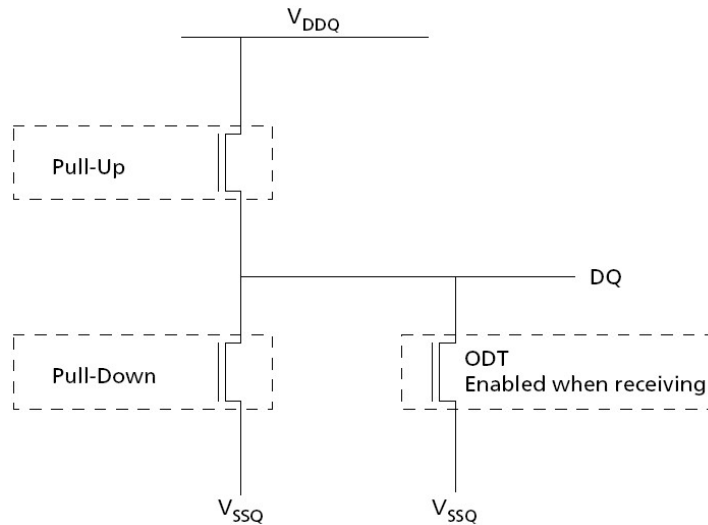 VDDQ
Pull-Up
DQ
Pull-Down
ODT
Enabled when receiving
VSSQ
VSSQ